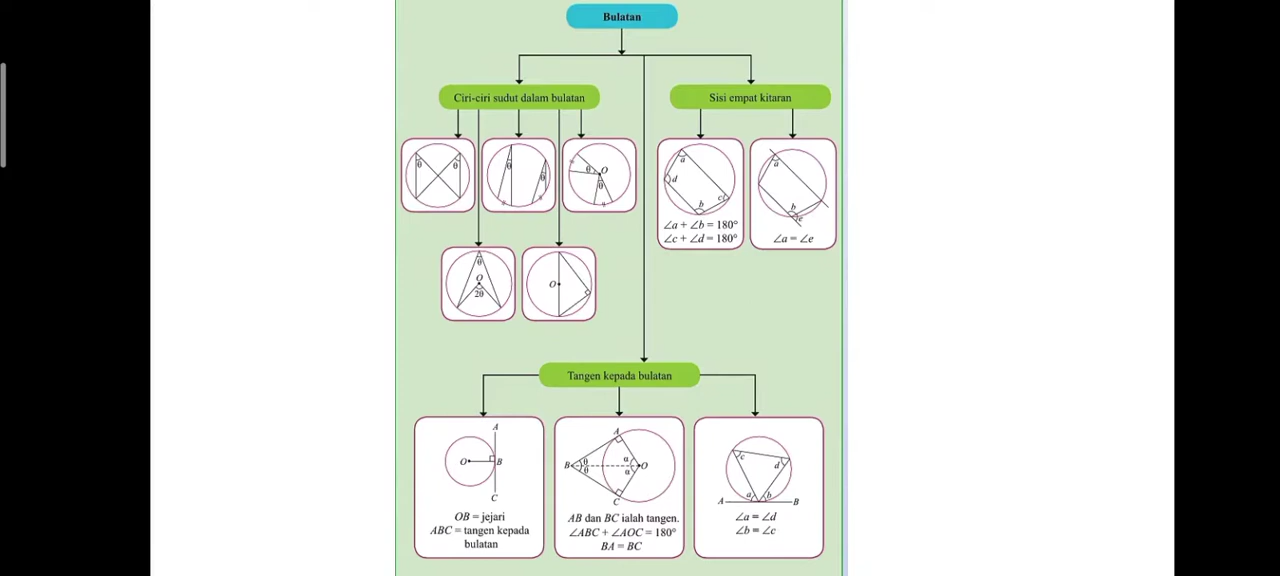 Bulatan
Ciri-ciri sudut dalam bulatan
Sisi empat kitaran
θ θ
θ θ
θ O
θ
a
d
c
b
∠a + ∠b = 180°
∠c + ∠d = 180°
a
b
e
∠a = ∠e
θ
O
2θ
O
Tangen kepada bulatan
A
O B
C
OB = jejari
ABC = tangen kepada
bulatan
A
B θ α O
θ α
C
AB dan BC ialah tangen.
∠ABC + ∠AOC = 180°
BA = BC
c
d
a b
A B
∠a = ∠d
∠b = ∠c